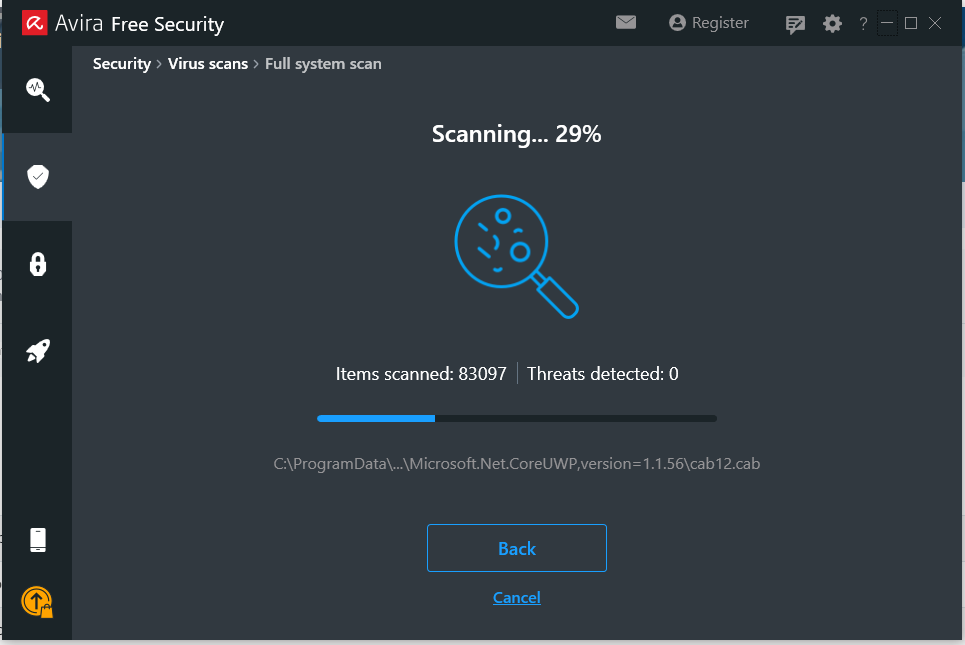 Avira Free Security
Register
?
Security > Virus scans > Full system scan
Scanning... 29%
Items scanned: 83097 | Threats detected: 0
C:\ProgramData\...\Microsoft.Net.CoreUWP,version=1.1.56\cab12.cab
Back
Cancel